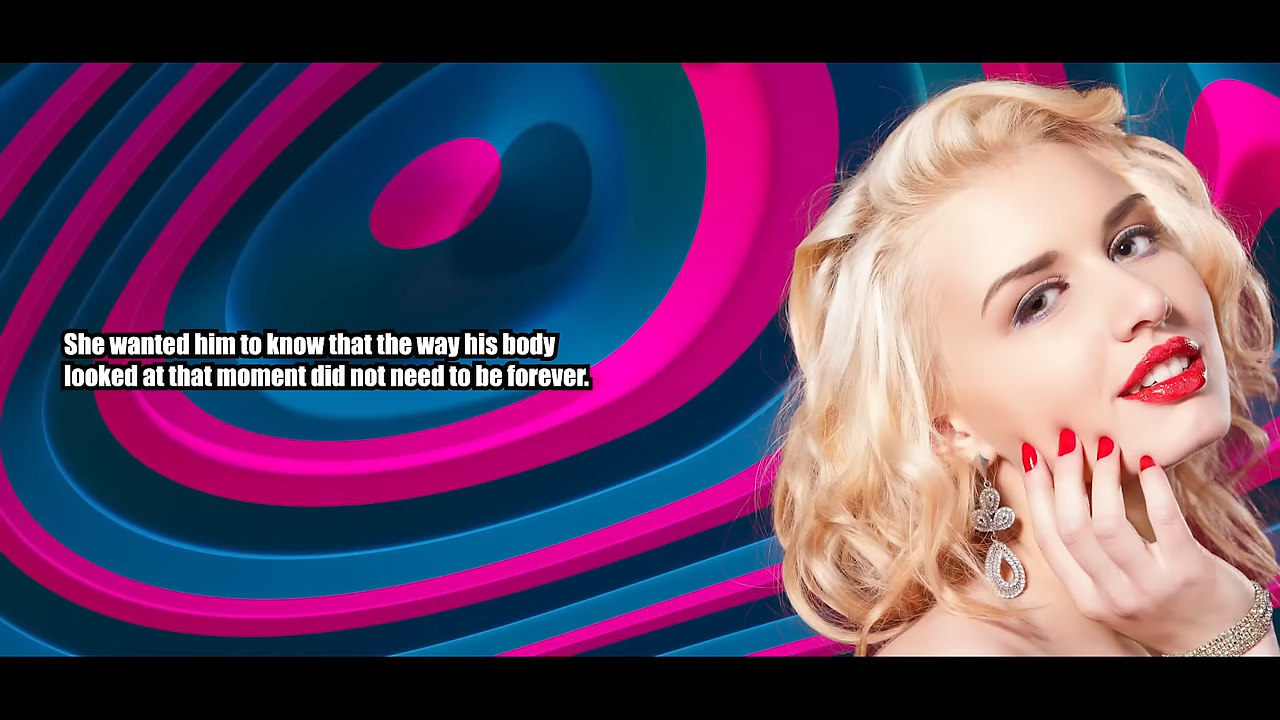 She wanted him to know that the way his body
looked at that moment did not need to be forever.